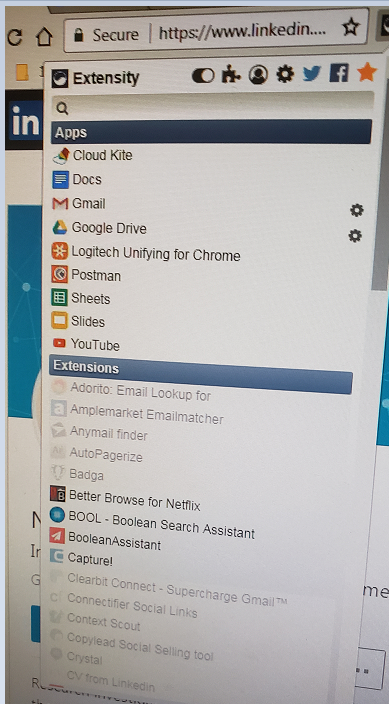 Secure https://www.linkedin....
Extensity
in
Apps
Cloud Kite
Docs
Gmail
Google Drive
Logitech Unifying for Chrome
Postman
Sheets
Slides
YouTube
Extensions
Adorito: Email Lookup for
Amplemarket Emailmatcher
Anymail finder
AutoPagerize
Badga
Better Browse for Netflix
BOOL - Boolean Search Assistant
BooleanAssistant
Capture!
Clearbit Connect - Supercharge Gmail™
Connectifier Social Links
Context Scout
Copylead Social Selling tool
Crystal
CV from Linkedin